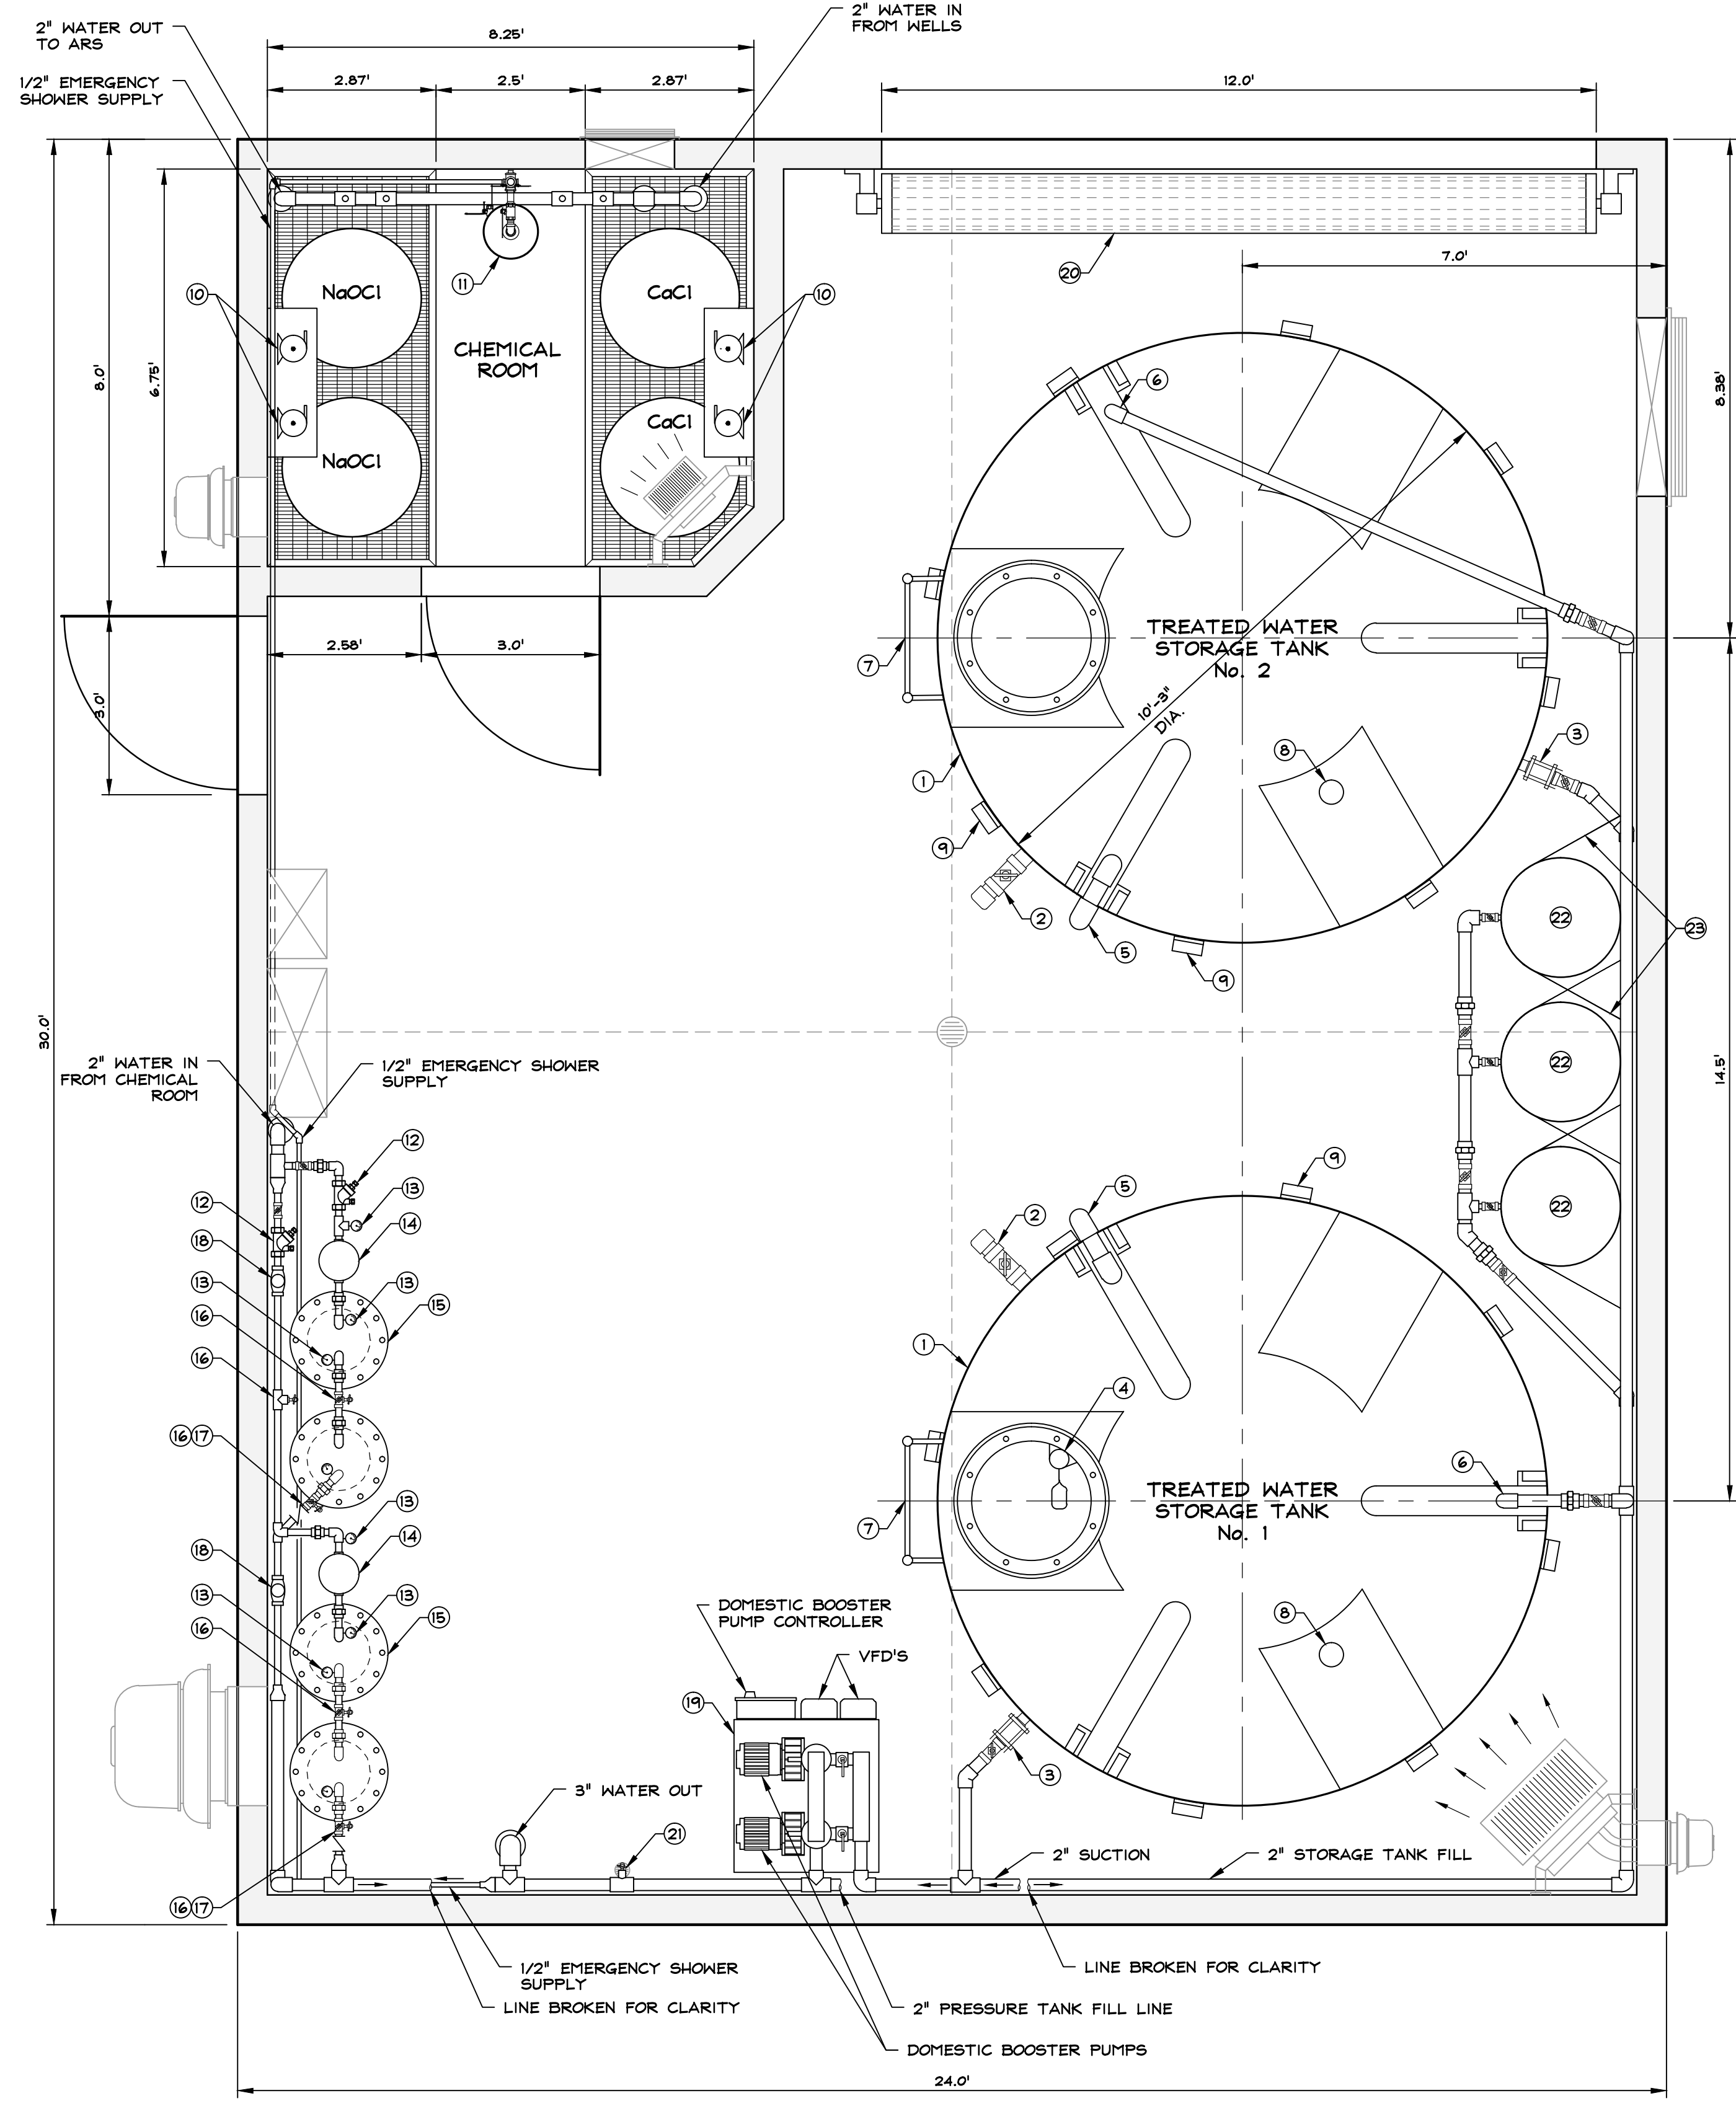 2" WATER OUT
TO ARS
2" WATER IN
FROM WELLS
8.25'
1/2" EMERGENCY
SHOWER SUPPLY
2.87'
2.5'
2.87'
12.0'
7.0'
20
11
10
10
NaOCl
CaCl
CHEMICAL
ROOM
CaCl
NaOCl
8.0'
6.75'
8.38'
6
2.58'
3.0'
3.0'
7
TREATED WATER
STORAGE TANK
No. 2
10'-3"
DIA.
3
8
1
9
2
5
9
22
23
30.0'
22
14.5'
2" WATER IN
FROM CHEMICAL
ROOM
1/2" EMERGENCY SHOWER
SUPPLY
12
13
12
14
18
13
13
15
16
16
16
17
13
14
18
13
13
15
16
9
5
2
22
1
4
6
7
TREATED WATER
STORAGE TANK
No. 1
8
DOMESTIC BOOSTER
PUMP CONTROLLER
VFD'S
19
3
3" WATER OUT
21
2" SUCTION
2" STORAGE TANK FILL
16
17
1/2" EMERGENCY SHOWER
SUPPLY
LINE BROKEN FOR CLARITY
LINE BROKEN FOR CLARITY
2" PRESSURE TANK FILL LINE
DOMESTIC BOOSTER PUMPS
24.0'